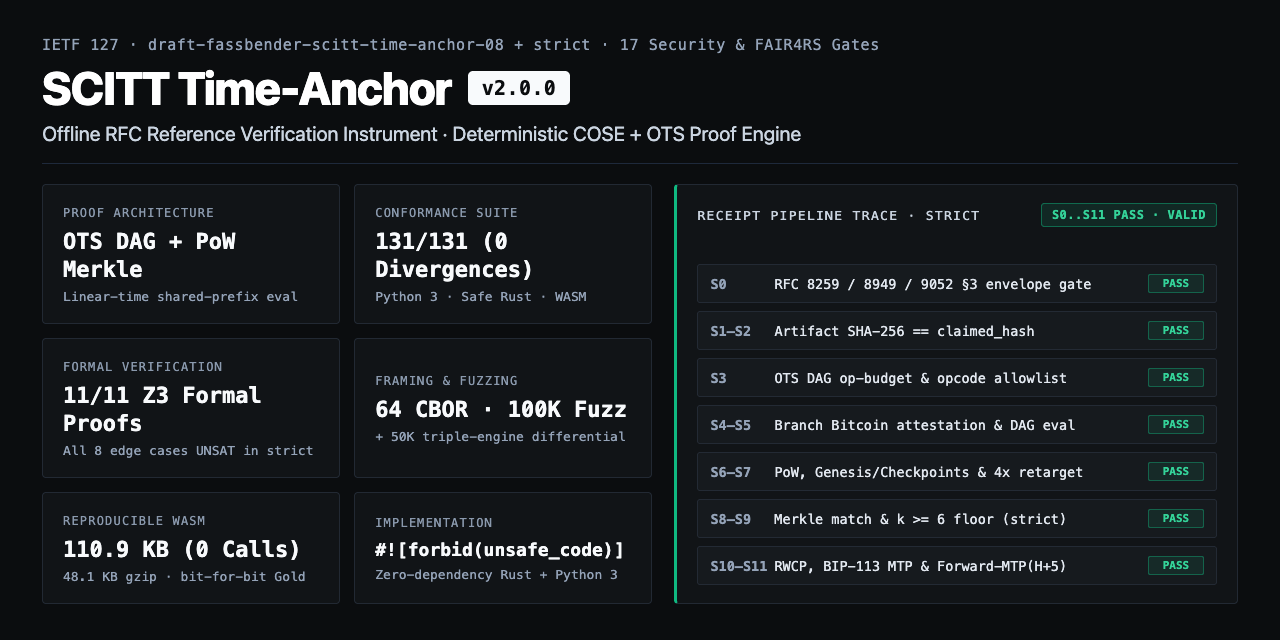 IETF 127 · draft-fassbender-scitt-time-anchor-08 + strict · 17 Security & FAIR4RS Gates
SCITT Time-Anchor v2.0.0
Offline RFC Reference Verification Instrument · Deterministic COSE + OTS Proof Engine
PROOF ARCHITECTURE
OTS DAG + PoW
Merkle
Linear-time shared-prefix eval
CONFORMANCE SUITE
131/131 (0
Divergences)
Python 3 · Safe Rust · WASM
FORMAL VERIFICATION
11/11 Z3 Formal
Proofs
All 8 edge cases UNSAT in strict
FRAMING & FUZZING
64 CBOR · 100K Fuzz
+ 50K triple-engine differential
REPRODUCIBLE WASM
110.9 KB (0 Calls)
48.1 KB gzip · bit-for-bit Gold
IMPLEMENTATION
#![forbid(unsafe_code)]
Zero-dependency Rust + Python 3
RECEIPT PIPELINE TRACE · STRICT
S0..S11 PASS · VALID
S0 RFC 8259 / 8949 / 9052 §3 envelope gate PASS
S1–S2 Artifact SHA-256 == claimed_hash PASS
S3 OTS DAG op-budget & opcode allowlist PASS
S4–S5 Branch Bitcoin attestation & DAG eval PASS
S6–S7 PoW, Genesis/Checkpoints & 4x retarget PASS
S8–S9 Merkle match & k >= 6 floor (strict) PASS
S10–S11 RWCP, BIP-113 MTP & Forward-MTP(H+5) PASS